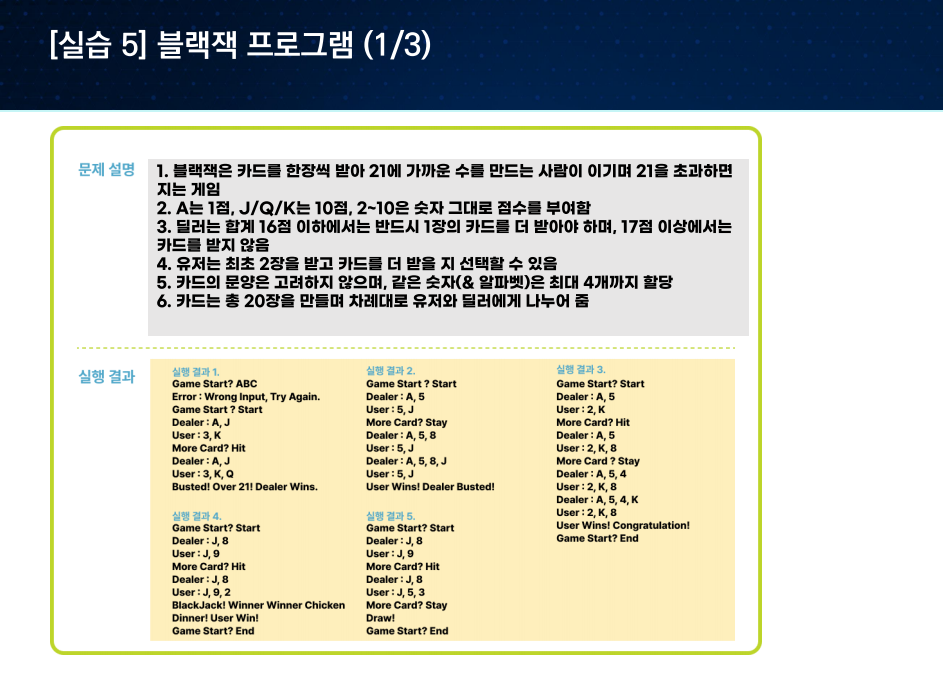 [실습 5] 블랙잭 프로그램 (1/3)
문제 설명
1. 블랙잭은 카드를 한장씩 받아 21에 가까운 수를 만드는 사람이 이기며 21을 초과하면
지는 게임
2. A는 1점, J/Q/K는 10점, 2~10은 숫자 그대로 점수를 부여함
3. 딜러는 합계 16점 이하에서는 반드시 1장의 카드를 더 받아야 하며, 17점 이상에서는
카드를 받지 않음
4. 유저는 최초 2장을 받고 카드를 더 받을 지 선택할 수 있음
5. 카드의 문양은 고려하지 않으며, 같은 숫자(& 알파벳)은 최대 4개까지 할당
6. 카드는 총 20장을 만들며 차례대로 유저와 딜러에게 나누어 줌
실행 결과
실행 결과 1.
Game Start? ABC
Error : Wrong Input, Try Again.
Game Start ? Start
Dealer : A, J
User : 3, K
More Card? Hit
Dealer : A, J
User : 3, K, Q
Busted! Over 21! Dealer Wins.
실행 결과 2.
Game Start ? Start
Dealer : A, 5
User : 5, J
More Card? Stay
Dealer : A, 5, 8
User : 5, J
Dealer : A, 5, 8, J
User : 5, J
User Wins! Dealer Busted!
실행 결과 3.
Game Start? Start
Dealer : A, 5
User : 2, K
More Card? Hit
Dealer : A, 5
User : 2, K, 8
More Card ? Stay
Dealer : A, 5, 4
User : 2, K, 8
Dealer : A, 5, 4, K
User : 2, K, 8
User Wins! Congratulation!
Game Start? End
실행 결과 4.
Game Start? Start
Dealer : J, 8
User : J, 9
More Card? Hit
Dealer : J, 8
User : J, 9, 2
BlackJack! Winner Winner Chicken
Dinner! User Win!
Game Start? End
실행 결과 5.
Game Start? Start
Dealer : J, 8
User : J, 9
More Card? Hit
Dealer : J, 8
User : J, 5, 3
More Card? Stay
Draw!
Game Start? End